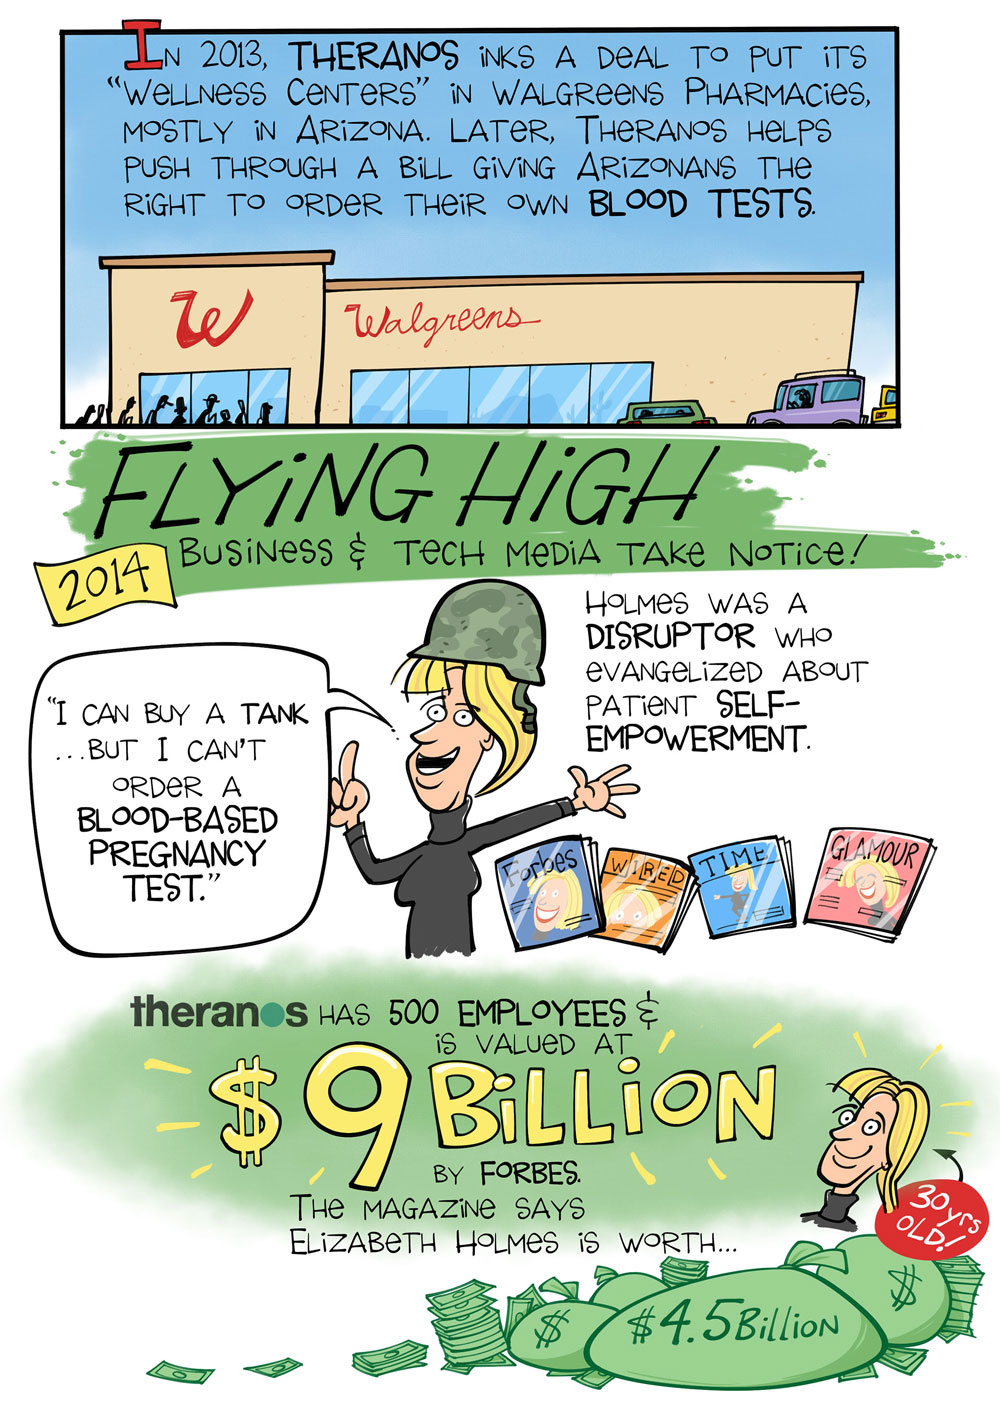 In 2013, THERANOS inks a deal to put its
"Wellness Centers" in Walgreens Pharmacies,
mostly in Arizona. Later, Theranos helps
push through a bill giving Arizonans the
right to order their own BLOOD TESTS.
W
Walgreens
FLYING HIGH
Business & Tech Media Take Notice!
2014
Holmes was a
DISRUPTOR who
evangelized about
patient SELF-
EMPOWERMENT.
"I can buy a TANK
...but I can't
order a
BLOOD-BASED
PREGNANCY
TEST."
Forbes
WIRED
TIME
GLAMOUR
theranos has 500 EMPLOYEES &
is valued at
$9 BILLION
by FORBES.
The magazine says
Elizabeth Holmes is worth...
30 yrs
OLD!
$
$
$4.5 Billion